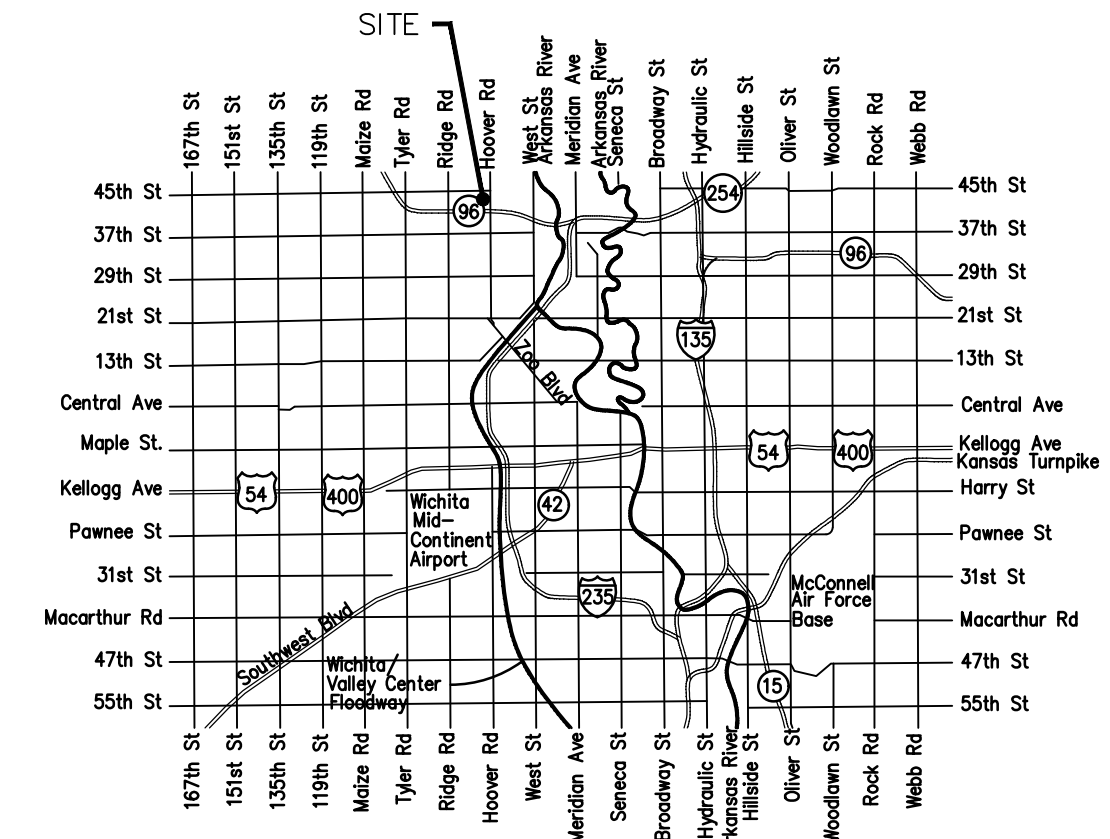 SITE
167th St
151st St
135th St
119th St
Maize Rd
Tyler Rd
Ridge Rd
Hoover Rd
West St
Arkansas River
Meridian Ave
Arkansas River
Seneca St
Broadway St
Hydraulic St
Hillside St
Oliver St
Woodlawn St
Rock Rd
Webb Rd
45th St
96
254
45th St
37th St
37th St
96
29th St
29th St
21st St
21st St
135
13th St
Zoo Blvd
13th St
Central Ave
Central Ave
Maple St.
54
400
Kellogg Ave
Kansas Turnpike
Kellogg Ave
54
400
Harry St
Wichita
Mid-
Continent
Airport
42
Pawnee St
Pawnee St
31st St
31st St
235
McConnell
Air Force
Base
Macarthur Rd
Macarthur Rd
Southwest Blvd
47th St
47th St
Wichita/
Valley Center
Floodway
15
55th St
55th St
167th St
151st St
135th St
119th St
Maize Rd
Tyler Rd
Ridge Rd
Hoover Rd
West St
Meridian Ave
Seneca St
Broadway St
Hydraulic St
rkansas River
Hillside St
Oliver St
Woodlawn St
Rock Rd
Webb Rd